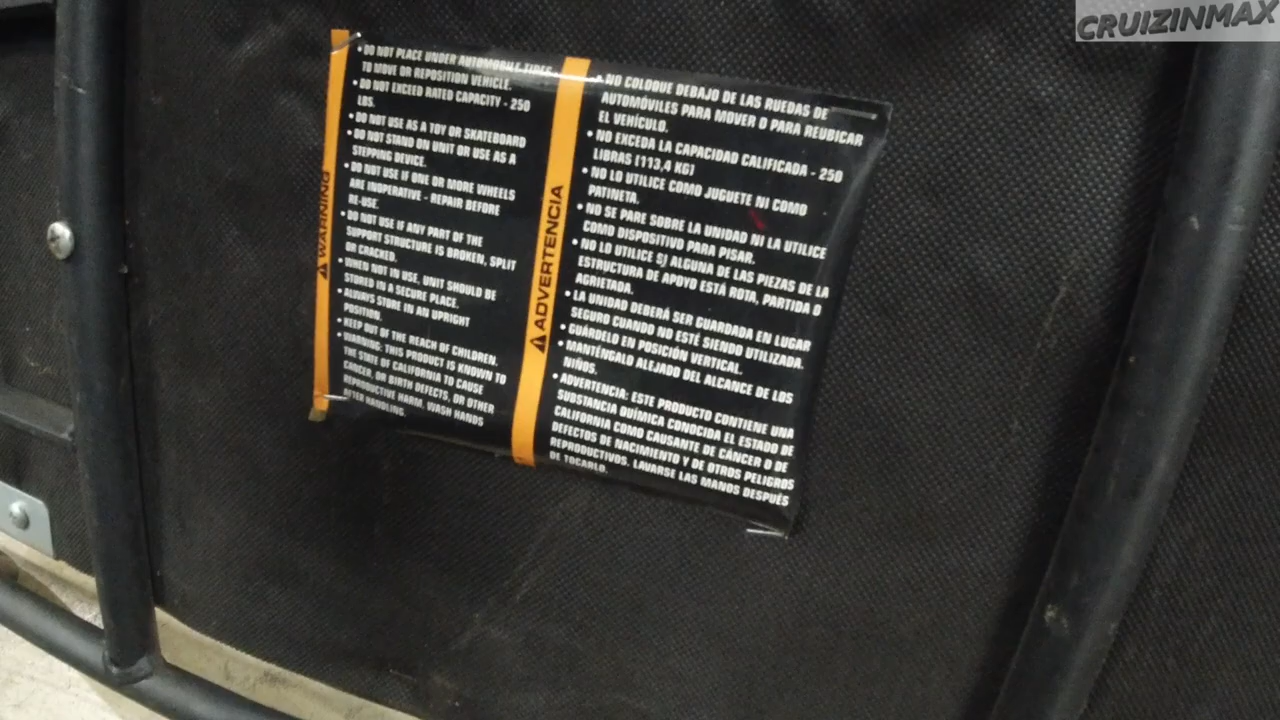 CRUIZINMAX
WARNING
• DO NOT PLACE UNDER AUTOMOBILE TIRES
TO MOVE OR REPOSITION VEHICLE.
• DO NOT EXCEED RATED CAPACITY - 250
LBS.
• DO NOT USE AS A TOY OR SKATEBOARD
• DO NOT STAND ON UNIT OR USE AS A
STEPPING DEVICE.
• DO NOT USE IF ONE OR MORE WHEELS
ARE INOPERATIVE - REPAIR BEFORE
RE-USE.
• DO NOT USE IF ANY PART OF THE
SUPPORT STRUCTURE IS BROKEN, SPLIT
OR CRACKED.
• WHEN NOT IN USE, UNIT SHOULD BE
STORED IN A SECURE PLACE.
• ALWAYS STORE IN AN UPRIGHT
POSITION.
• KEEP OUT OF THE REACH OF CHILDREN.
• WARNING: THIS PRODUCT IS KNOWN TO
THE STATE OF CALIFORNIA TO CAUSE
CANCER, OR BIRTH DEFECTS, OR OTHER
REPRODUCTIVE HARM, WASH HANDS
AFTER HANDLING.
ADVERTENCIA
• NO COLOQUE DEBAJO DE LAS RUEDAS DE
AUTOMÓVILES PARA MOVER O PARA REUBICAR
EL VEHÍCULO.
• NO EXCEDA LA CAPACIDAD CALIFICADA - 250
LIBRAS (113,4 KG)
• NO LO UTILICE COMO JUGUETE NI COMO
PATINETA.
• NO SE PARE SOBRE LA UNIDAD NI LA UTILICE
COMO DISPOSITIVO PARA PISAR.
• NO LO UTILICE SI ALGUNA DE LAS PIEZAS DE LA
ESTRUCTURA DE APOYO ESTÁ ROTA, PARTIDA O
AGRIETADA.
• LA UNIDAD DEBERÁ SER GUARDADA EN LUGAR
SEGURO CUANDO NO ESTÉ SIENDO UTILIZADA.
• GUÁRDELO EN POSICIÓN VERTICAL.
• MANTÉNGALO ALEJADO DEL ALCANCE DE LOS
NIÑOS.
• ADVERTENCIA: ESTE PRODUCTO CONTIENE UNA
SUBSTANCIA QUÍMICA CONOCIDA EL ESTADO DE
CALIFORNIA COMO CAUSANTE DE CÁNCER O DE
DEFECTOS DE NACIMIENTO Y DE OTROS PELIGROS
REPRODUCTIVOS. LAVARSE LAS MANOS DESPUÉS
DE TOCARLO.